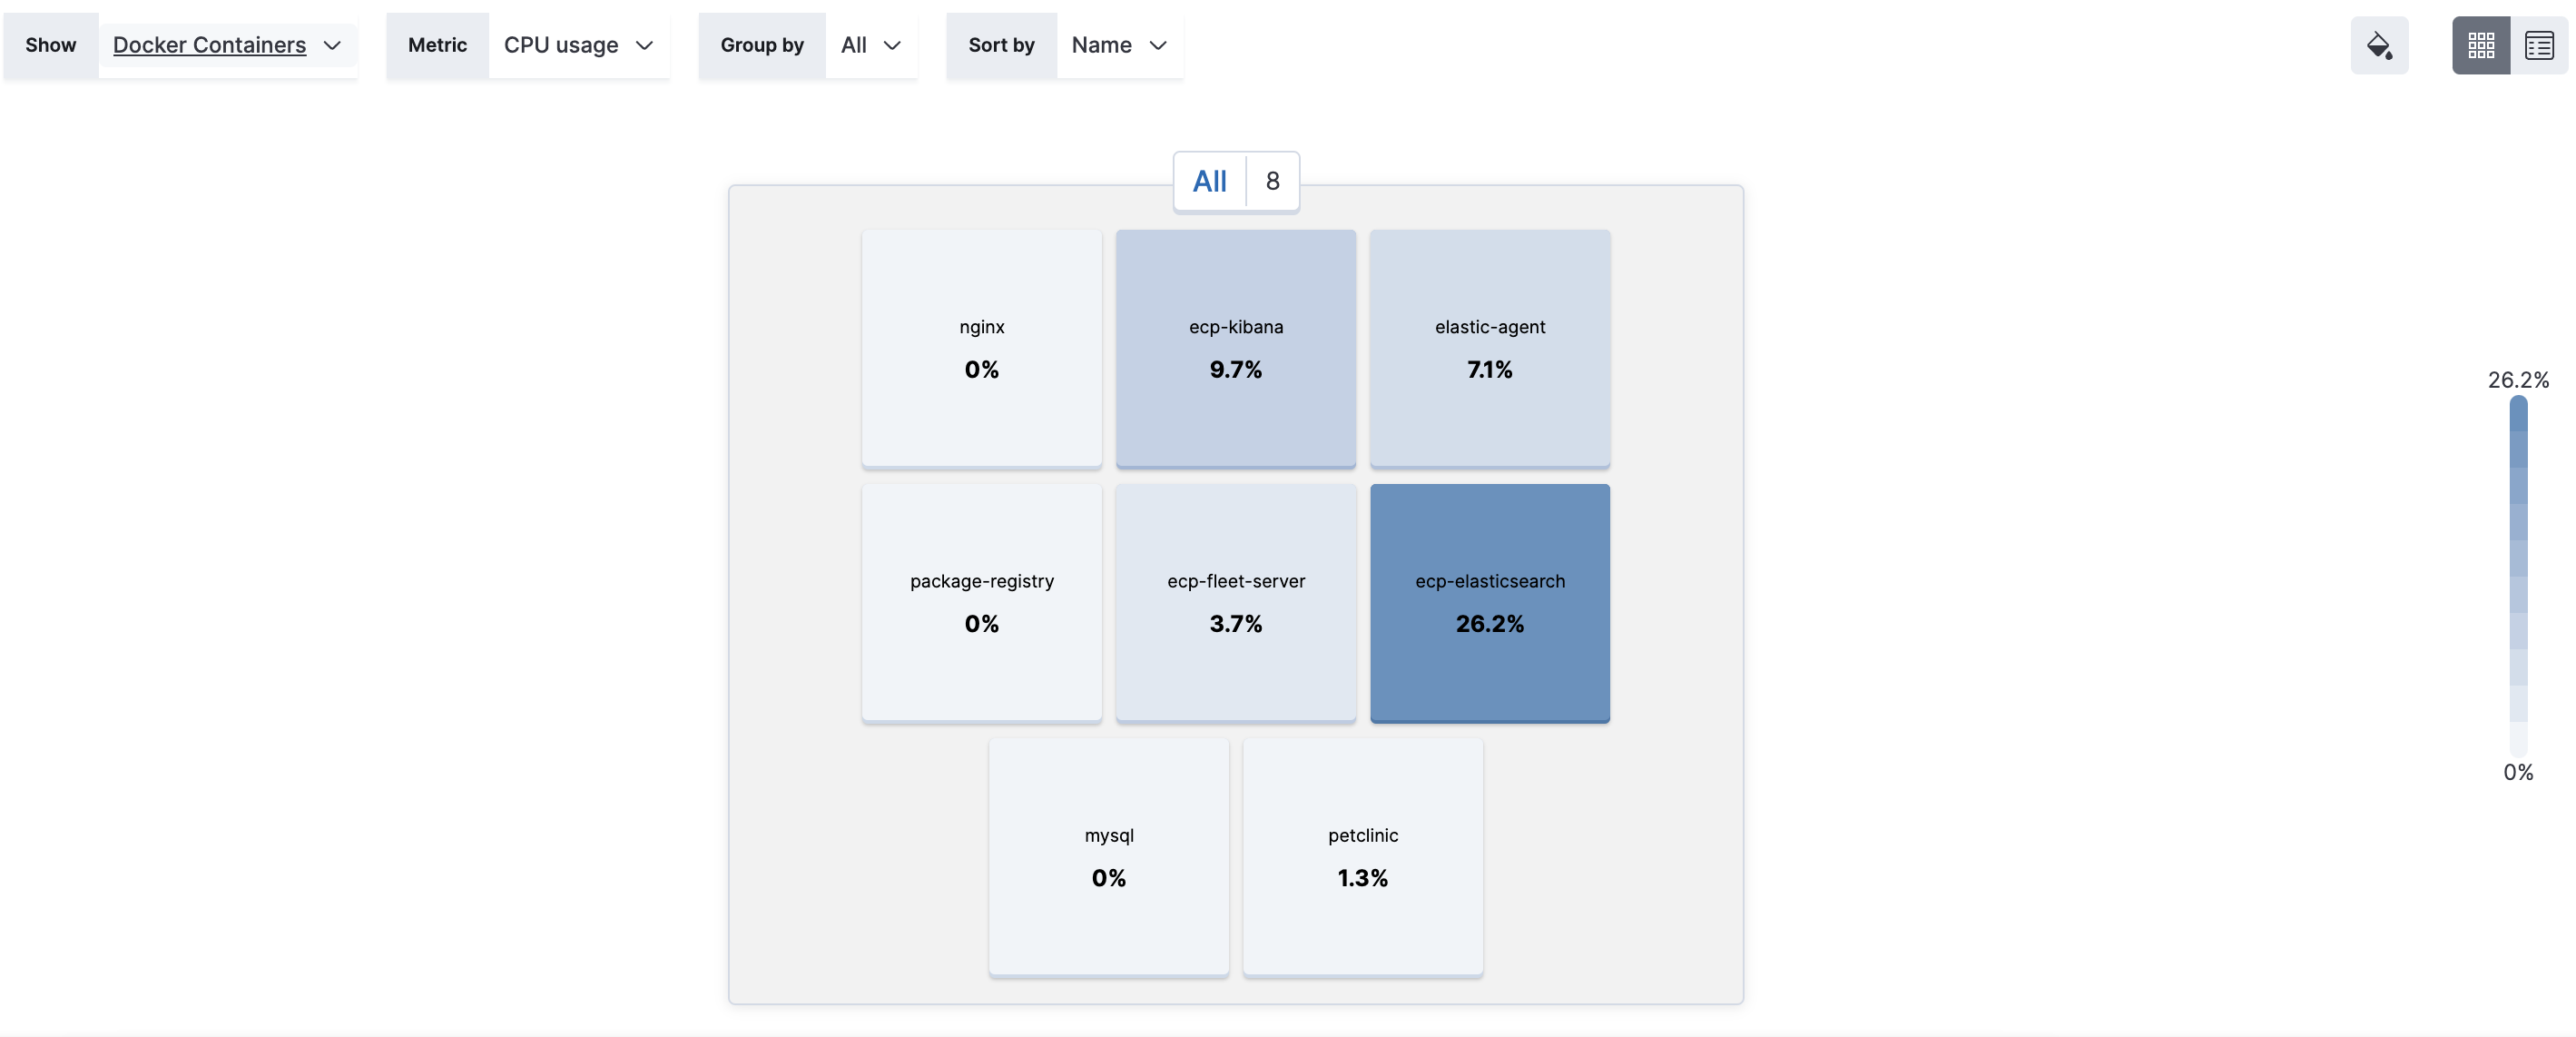 Show Docker Containers Metric CPU usage Group by All Sort by Name
All 8
nginx ecp-kibana elastic-agent
0% 9.7% 7.1%
26.2%
package-registry ecp-fleet-server ecp-elasticsearch
0% 3.7% 26.2%
0%
mysql petclinic
0% 1.3%